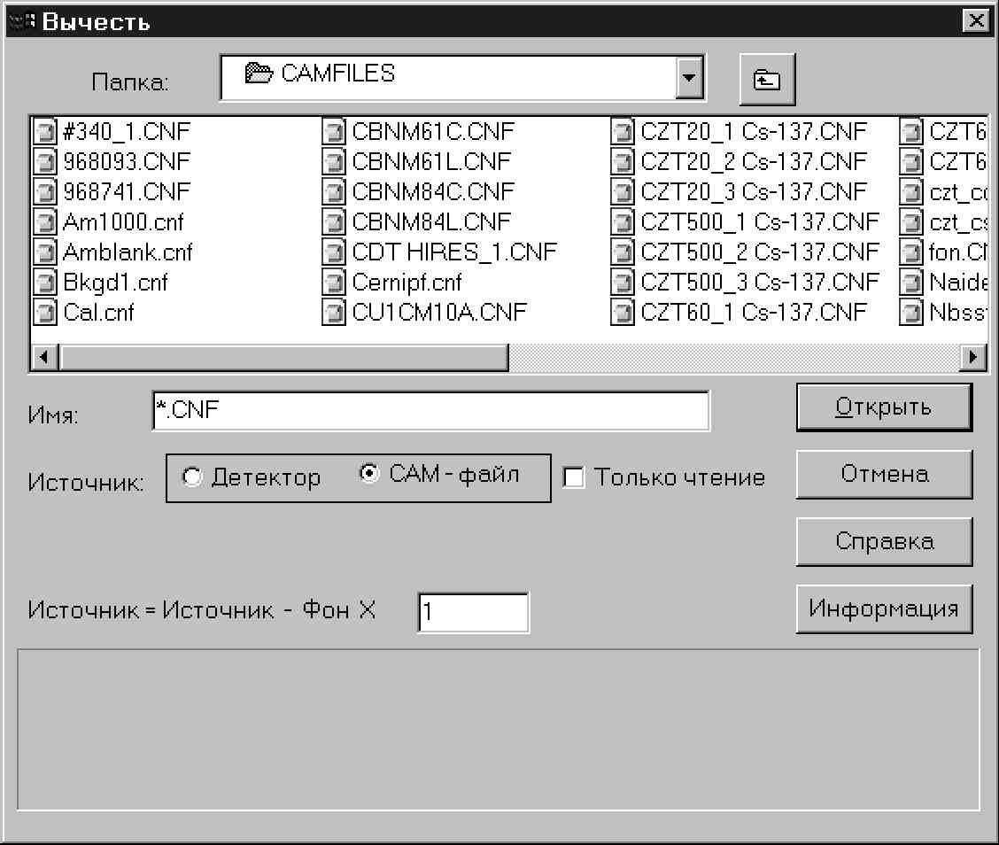 Вычесть
Папка: CAMFILES
#340_1.CNF CBNM61C.CNF CZT20_1 Cs-137.CNF CZT6
968093.CNF CBNM61L.CNF CZT20_2 Cs-137.CNF CZT6
968741.CNF CBNM84C.CNF CZT20_3 Cs-137.CNF czt_co
Am1000.cnf CBNM84L.CNF CZT500_1 Cs-137.CNF czt_cs
Amblank.cnf CDT HIRES_1.CNF CZT500_2 Cs-137.CNF fon.CN
Bkgd1.cnf Cernipf.cnf CZT500_3 Cs-137.CNF Naide
Cal.cnf CU1CM10A.CNF CZT60_1 Cs-137.CNF Nbsst
Имя: *.CNF Открыть
Источник: Детектор CAM - файл Только чтение Отмена
Справка
Источник = Источник - Фон X 1 Информация